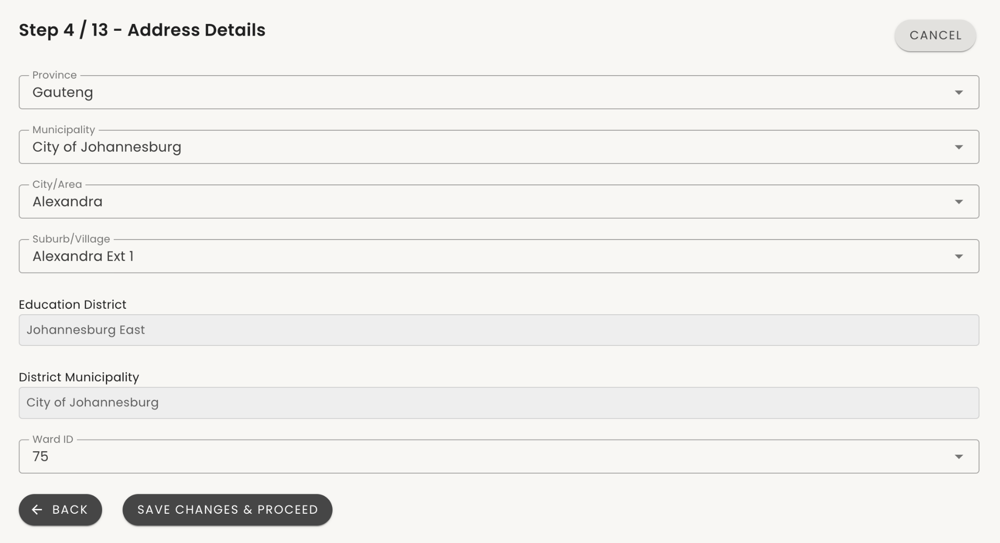 Step 4 / 13 - Address Details
CANCEL
Province
Gauteng
Municipality
City of Johannesburg
City/Area
Alexandra
Suburb/Village
Alexandra Ext 1
Education District
Johannesburg East
District Municipality
City of Johannesburg
Ward ID
75
BACK
SAVE CHANGES & PROCEED